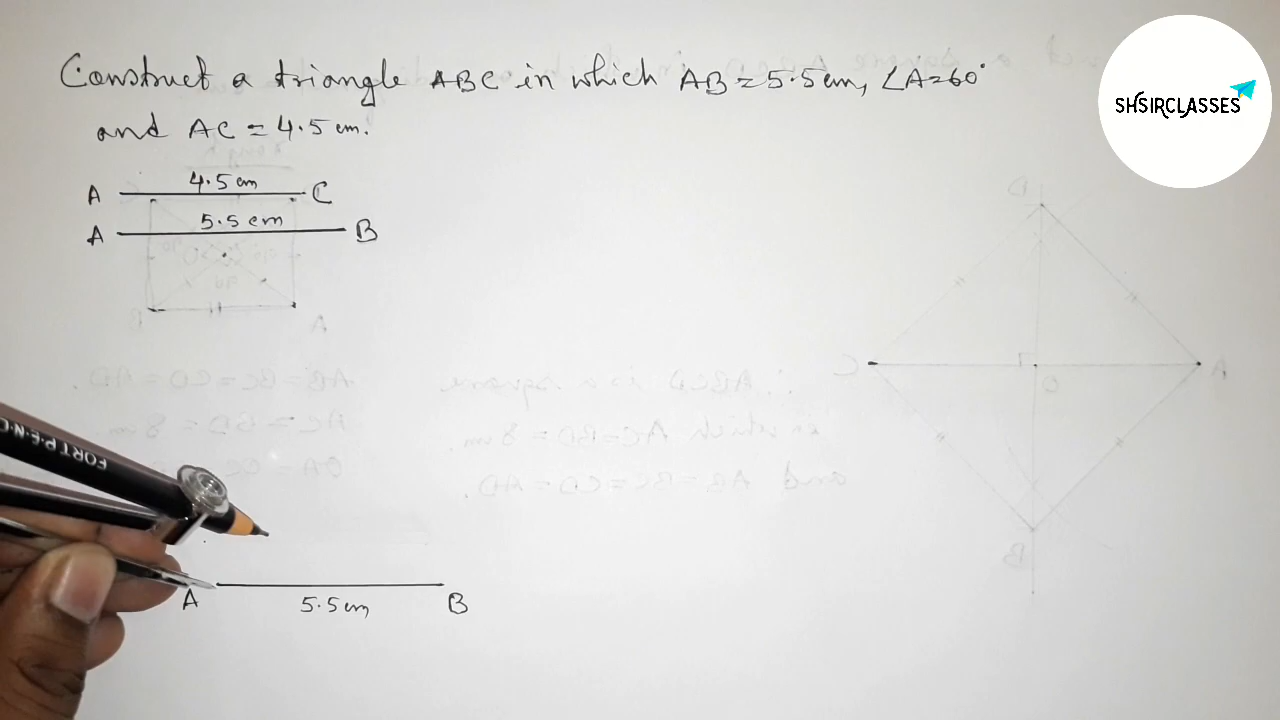 Construct a triangle ABC in which AB = 5.5 cm, ∠A = 60°
and AC = 4.5 cm.
SHSIRCLASSES
A 4.5 cm C
A 5.5 cm B
FORT.P.E.N.C
A 5.5 cm B